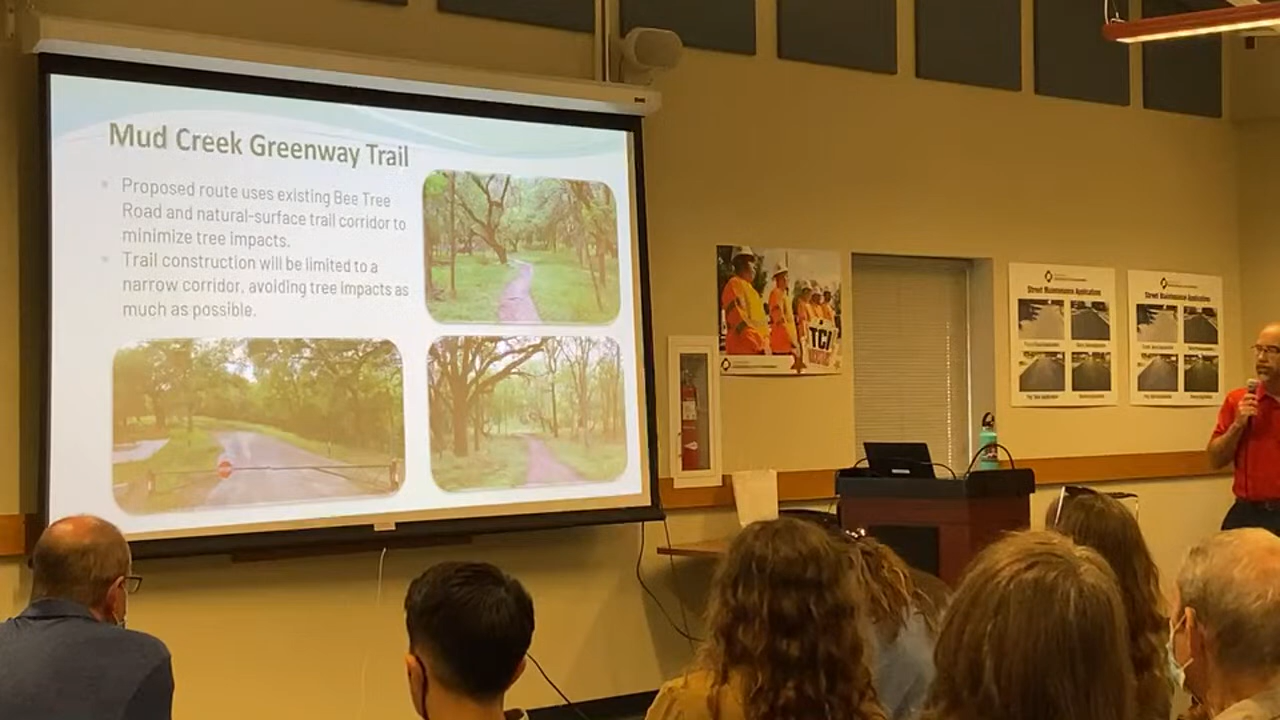 Mud Creek Greenway Trail
Proposed route uses existing Bee Tree
Road and natural-surface trail corridor to
minimize tree impacts.
Trail construction will be limited to a
narrow corridor, avoiding tree impacts as
much as possible.
TCI
Street Maintenance Applications
Street Maintenance Applications